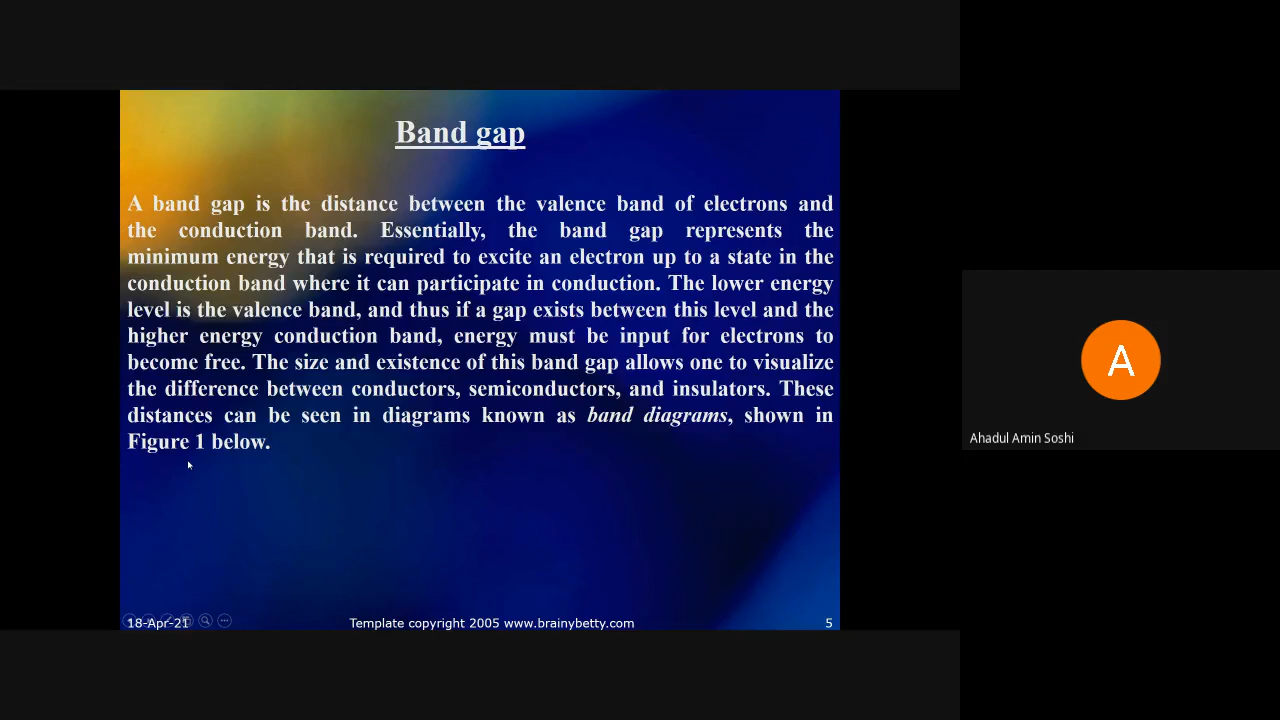 Band gap
A band gap is the distance between the valence band of electrons and
the conduction band. Essentially, the band gap represents the
minimum energy that is required to excite an electron up to a state in the
conduction band where it can participate in conduction. The lower energy
level is the valence band, and thus if a gap exists between this level and the
higher energy conduction band, energy must be input for electrons to
become free. The size and existence of this band gap allows one to visualize
the difference between conductors, semiconductors, and insulators. These
distances can be seen in diagrams known as band diagrams, shown in
Figure 1 below.
18-Apr-21
Template copyright 2005 www.brainybetty.com
5
A
Ahadul Amin Soshi